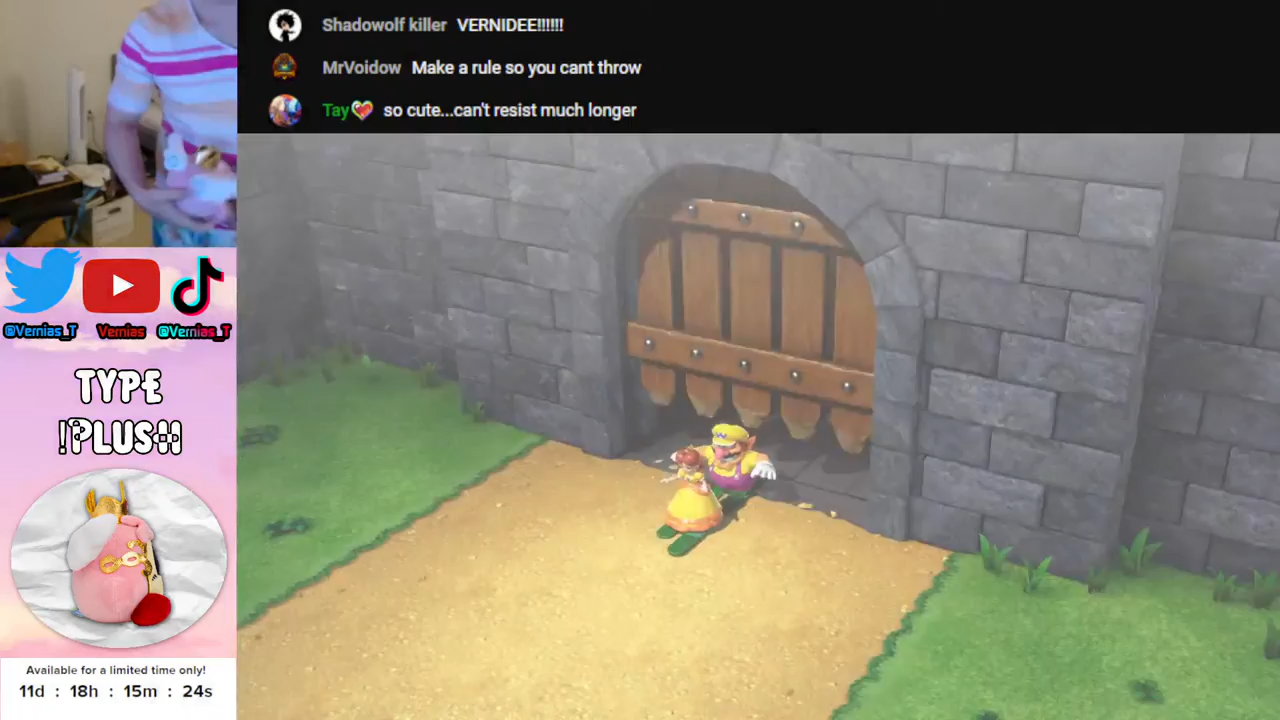 Shadowolf killer VERNIDEE!!!!!!
MrVoidow Make a rule so you cant throw
Tay💖 so cute...can't resist much longer
@Vernias_T Vernias @Vernias_T
TYPE
!PLUSH
Available for a limited time only!
11d : 18h : 15m : 24s